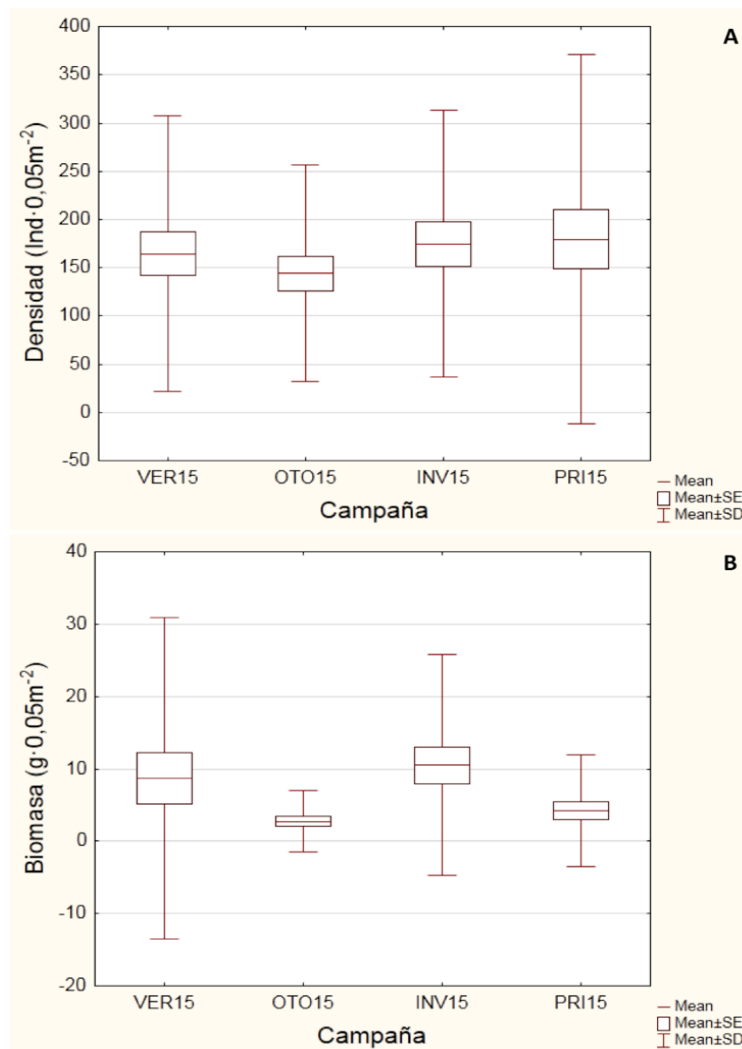 A
400
350
300
250
200
150
100
50
0
-50
Densidad (Ind·0,05m⁻²)
VER15 OTO15 INV15 PRI15
Campaña
Mean
Mean±SE
Mean±SD
B
40
30
20
10
0
-10
-20
Biomasa (g·0,05m⁻²)
VER15 OTO15 INV15 PRI15
Campaña
Mean
Mean±SE
Mean±SD